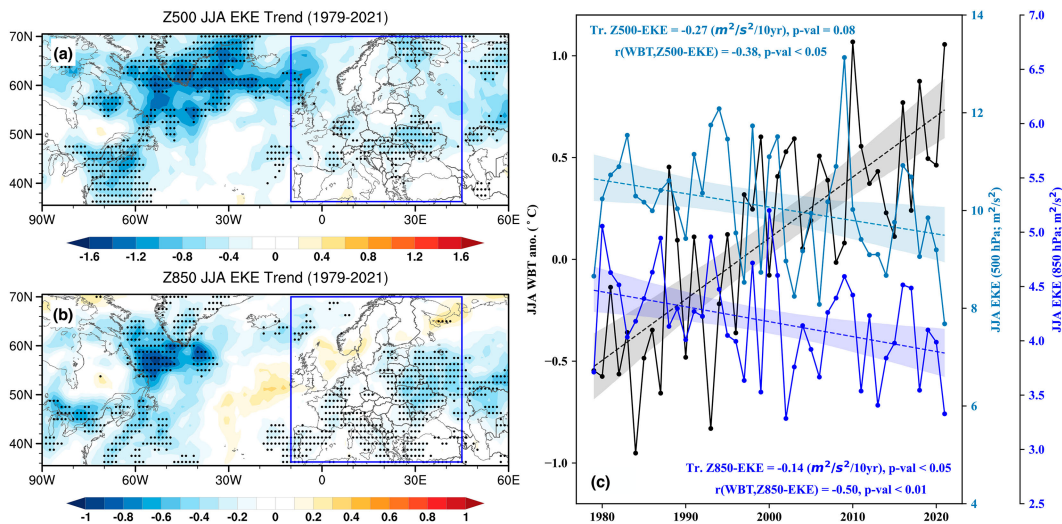 Z500 JJA EKE Trend (1979-2021)
70N
(a)
60N
50N
40N
90W 60W 30W 0 30E 60E
-1.6 -1.2 -0.8 -0.4 0 0.4 0.8 1.2 1.6
Z850 JJA EKE Trend (1979-2021)
70N
(b)
60N
50N
40N
90W 60W 30W 0 30E 60E
-1 -0.8 -0.6 -0.4 -0.2 0 0.2 0.4 0.6 0.8 1
Tr. Z500-EKE = -0.27 (m²/s²/10yr), p-val = 0.08
r(WBT,Z500-EKE) = -0.38, p-val < 0.05
JJA WBT ano. (°C)
1.0
0.5
0.0
−0.5
−1.0
Tr. Z850-EKE = -0.14 (m²/s²/10yr), p-val < 0.05
r(WBT,Z850-EKE) = -0.50, p-val < 0.01
(c)
1980 1990 2000 2010 2020
14
12
10
8
6
4
JJA EKE (500 hPa; m²/s²)
7.0
6.5
6.0
5.5
5.0
4.5
4.0
3.5
3.0
2.5
JJA EKE (850 hPa; m²/s²)